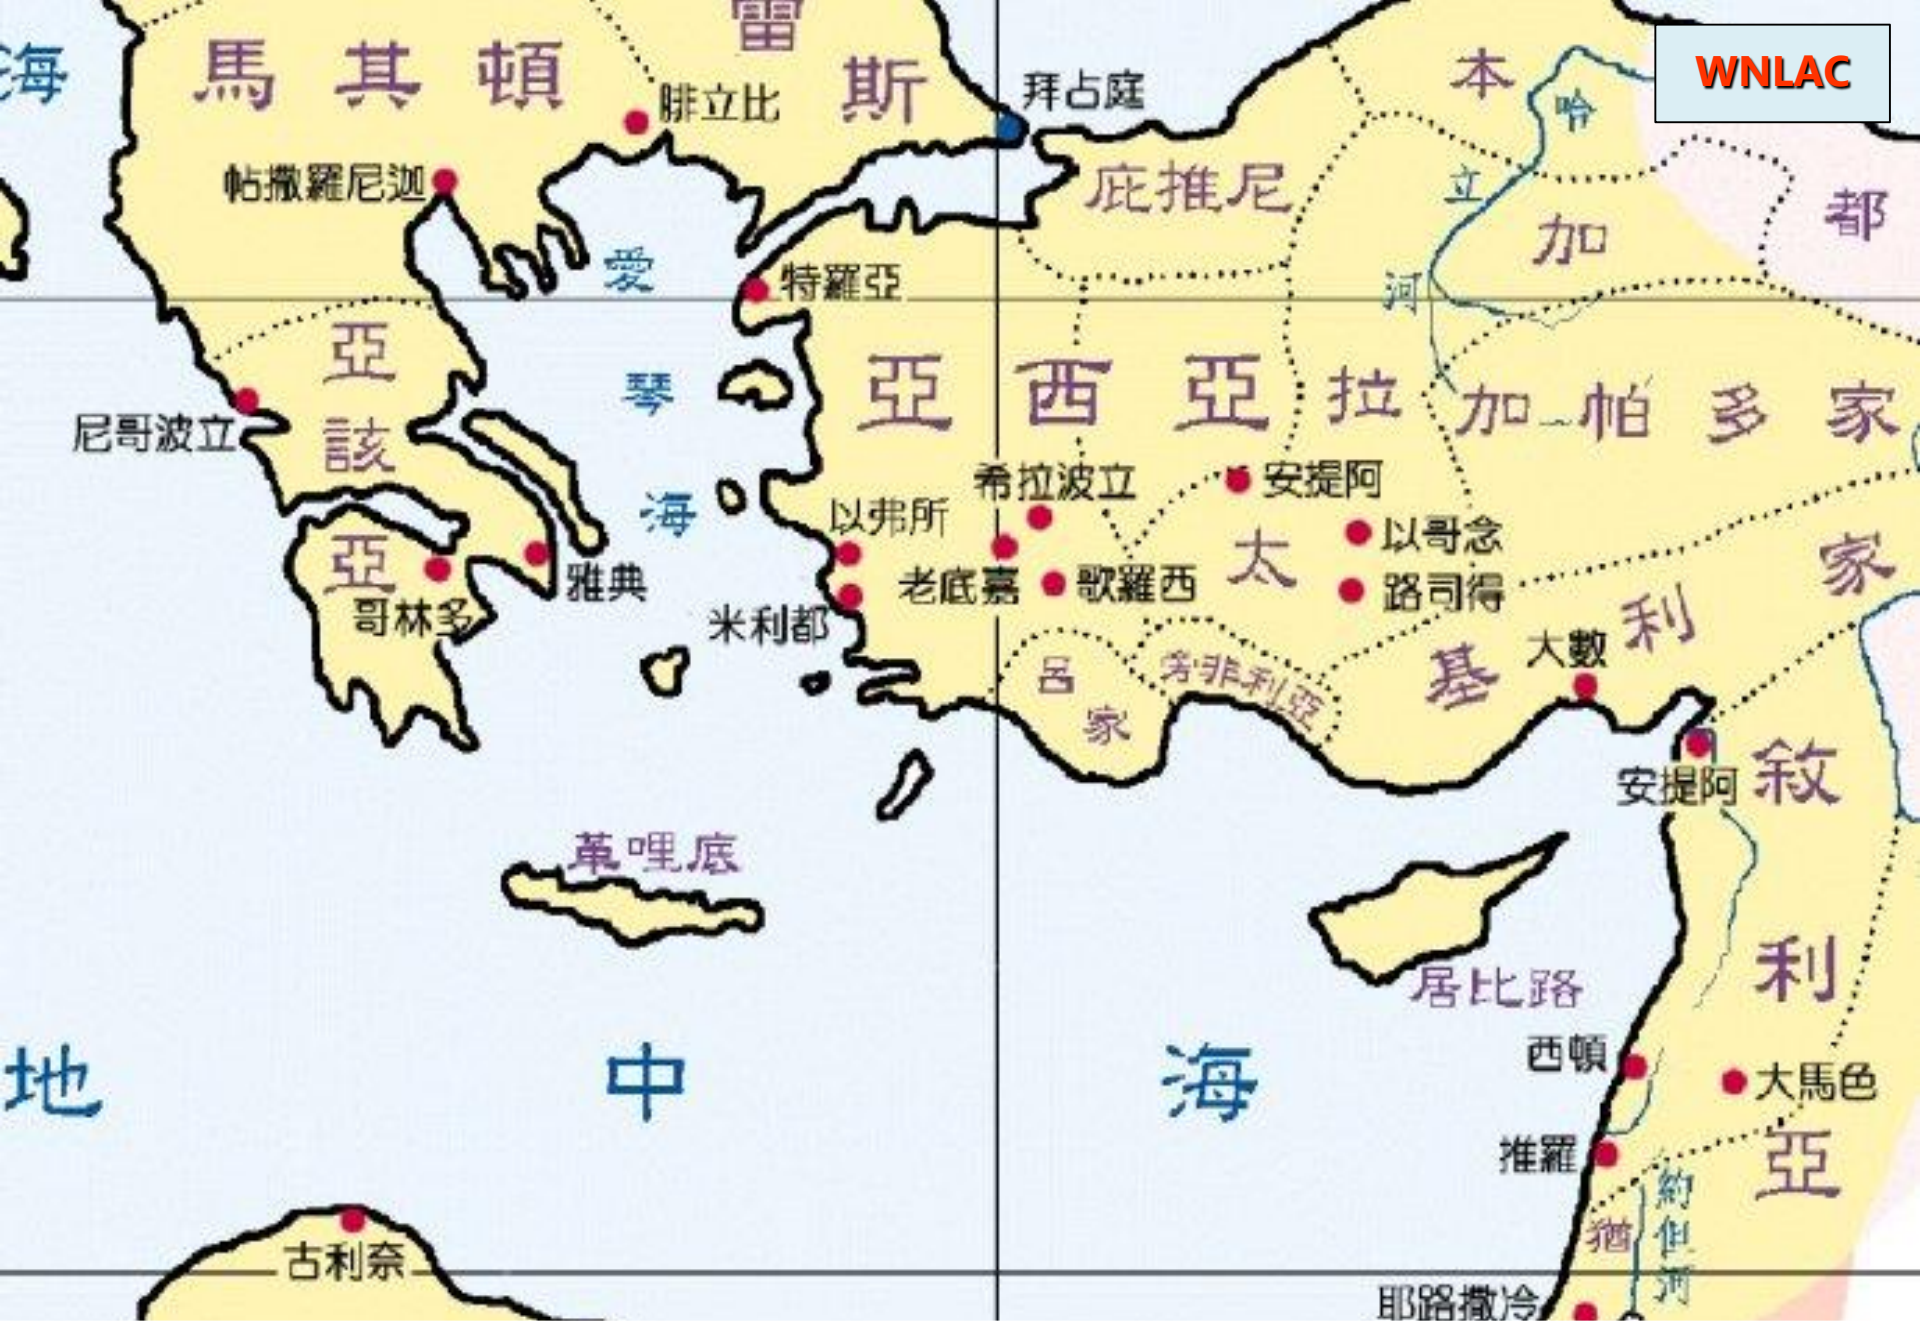 WNLAC
海
馬其頓
雷
斯
腓立比
拜占庭
本
哈
立
河
帖撒羅尼迦
庇推尼
加
都
愛
琴
海
特羅亞
亞
該
亞
亞西亞
拉
加帕多家
尼哥波立
希拉波立
安提阿
以弗所
太
以哥念
家
雅典
老底嘉
歌羅西
路司得
哥林多
米利都
利
大數
基
呂
家
旁非利亞
安提阿
敘
革哩底
利
居比路
地中海
西頓
大馬色
推羅
亞
約
但
河
猶
古利奈
耶路撒冷